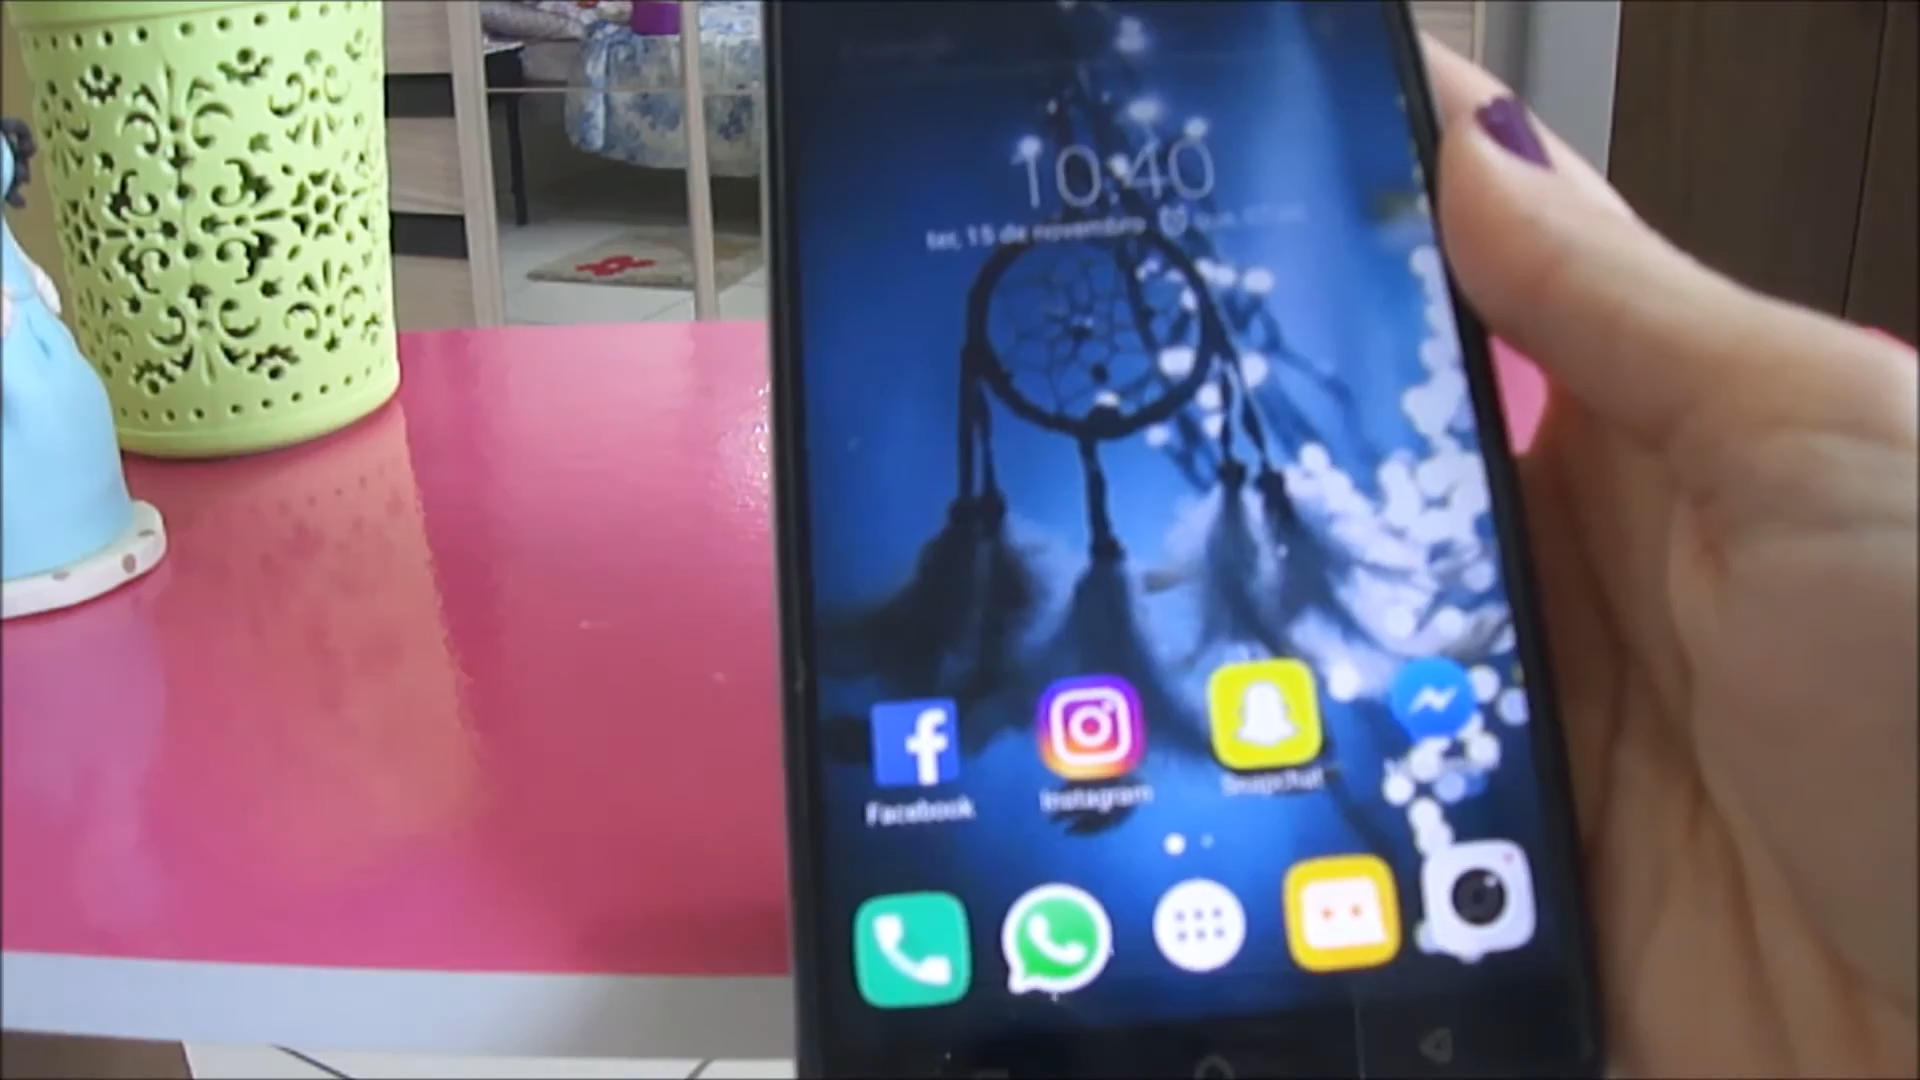 10:40
ter, 15 de novembro
Facebook
Instagram
Snapchat